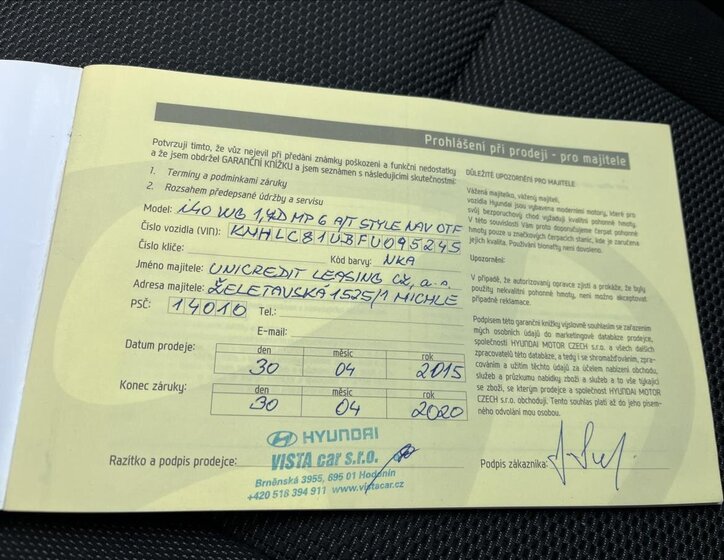 Prohlášení při prodeji - pro majitele
Potvrzuji tímto, že vůz nejevil při předání známky poškození a funkční nedostatky
a že jsem obdržel GARANČNÍ KNÍŽKU a jsem seznámen s následujícími skutečnostmi:
1. Termíny a podmínkami záruky
2. Rozsahem předepsané údržby a servisu
Model: i40 WG 1,7D MP 6 A/T STYLE NAV OTF
Číslo vozidla (VIN): KMHLC81UBFU095245
Číslo klíče: Kód barvy: NKA
Jméno majitele: UNICREDIT LEASING CZ, a.s.
Adresa majitele: ŽELETAVSKÁ 1525/1 MICHLE
PSČ: 14010 Tel.:
E-mail:
den měsíc rok
Datum prodeje: 30 04 2015
den měsíc rok
Konec záruky: 30 04 2020
Razítko a podpis prodejce:
HYUNDAI
VISTA car s.r.o.
Brněnská 3955, 695 01 Hodonín
+420 518 394 911 www.vistacar.cz
DŮLEŽITÉ UPOZORNĚNÍ PRO MAJITELE
Vážená majitelko, vážený majiteli,
vozidla Hyundai jsou vybavena moderními motory, které pro
svůj bezporuchový chod vyžadují kvalitní pohonné hmoty.
V této souvislosti Vám proto doporučujeme čerpat pohonné
hmoty pouze u značkových čerpacích stanic, kde je zaručena
jejich kvalita. Používání bionafty není dovoleno.
Upozornění:
V případě, že autorizovaný opravce zjistí a prokáže, že byly
použity nekvalitní pohonné hmoty, není možno akceptovat
případné reklamace.
Podpisem této garanční knížky výslovně souhlasím se zařazením
mých osobních údajů do marketingové databáze prodejce,
společnosti HYUNDAI MOTOR CZECH s.r.o. a všech dalších
zpracovatelů této databáze, a tedy i se shromažďováním, zpra-
cováním a užitím těchto údajů za účelem nabízení obchodu,
služeb a průzkumu nabídky zboží a služeb a to vše týkající
se zboží, se kterým prodejce a společnost HYUNDAI MOTOR
CZECH s.r.o. obchodují. Tento souhlas platí až do jeho písem-
ného odvolání mou osobou.
Podpis zákazníka: